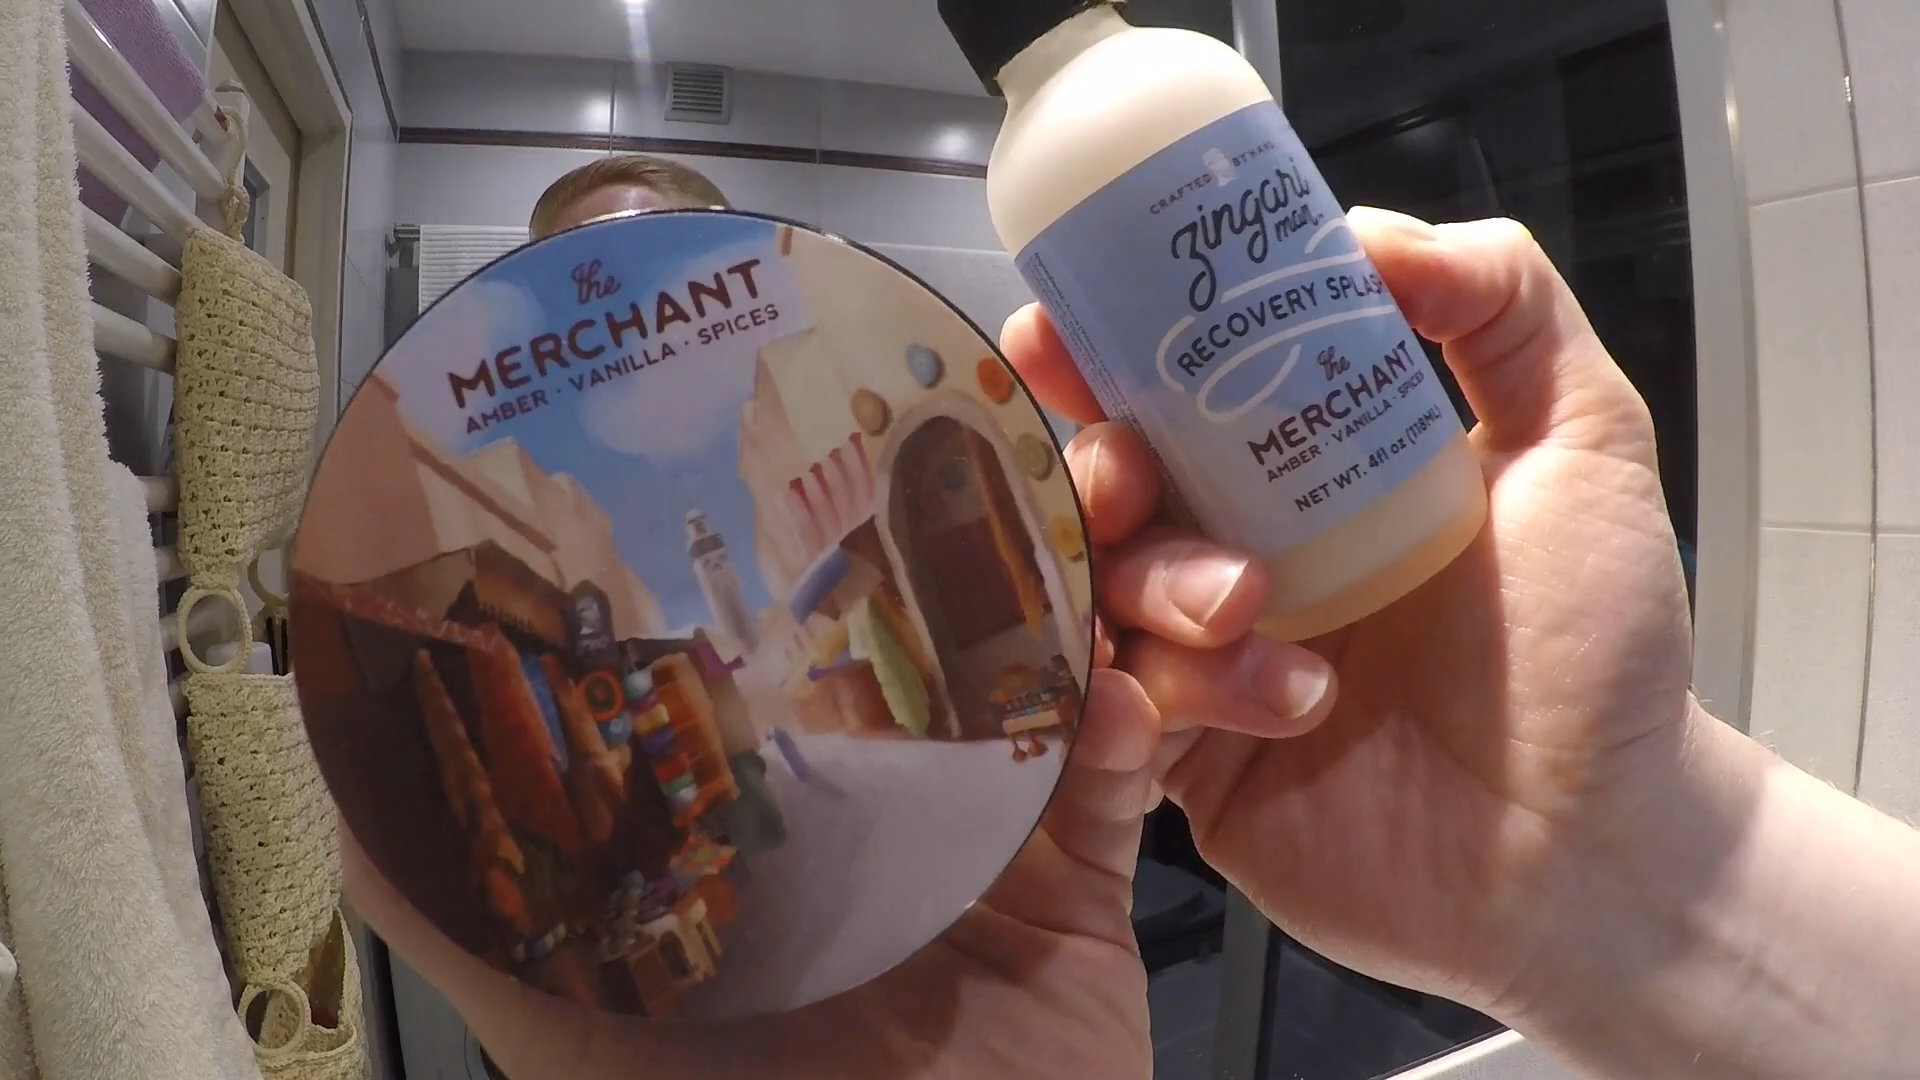 the
MERCHANT
AMBER · VANILLA · SPICES
CRAFTED BY HAND
zingari
man
RECOVERY SPLASH
the
MERCHANT
AMBER · VANILLA · SPICES
NET WT. 4fl oz (118ML)